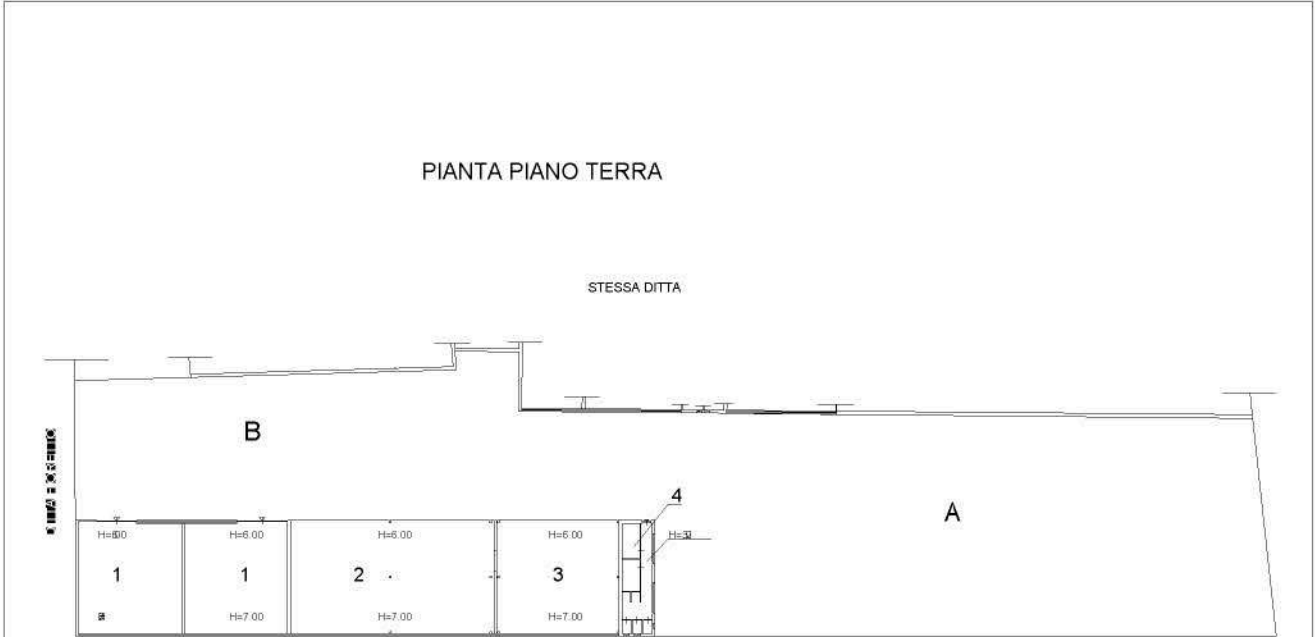 PIANTA PIANO TERRA
STESSA DITTA
B
4
A
H=6.00
H=6.00
H=6.00
1
1
2
3
H=7.00
H=7.00
H=7.00